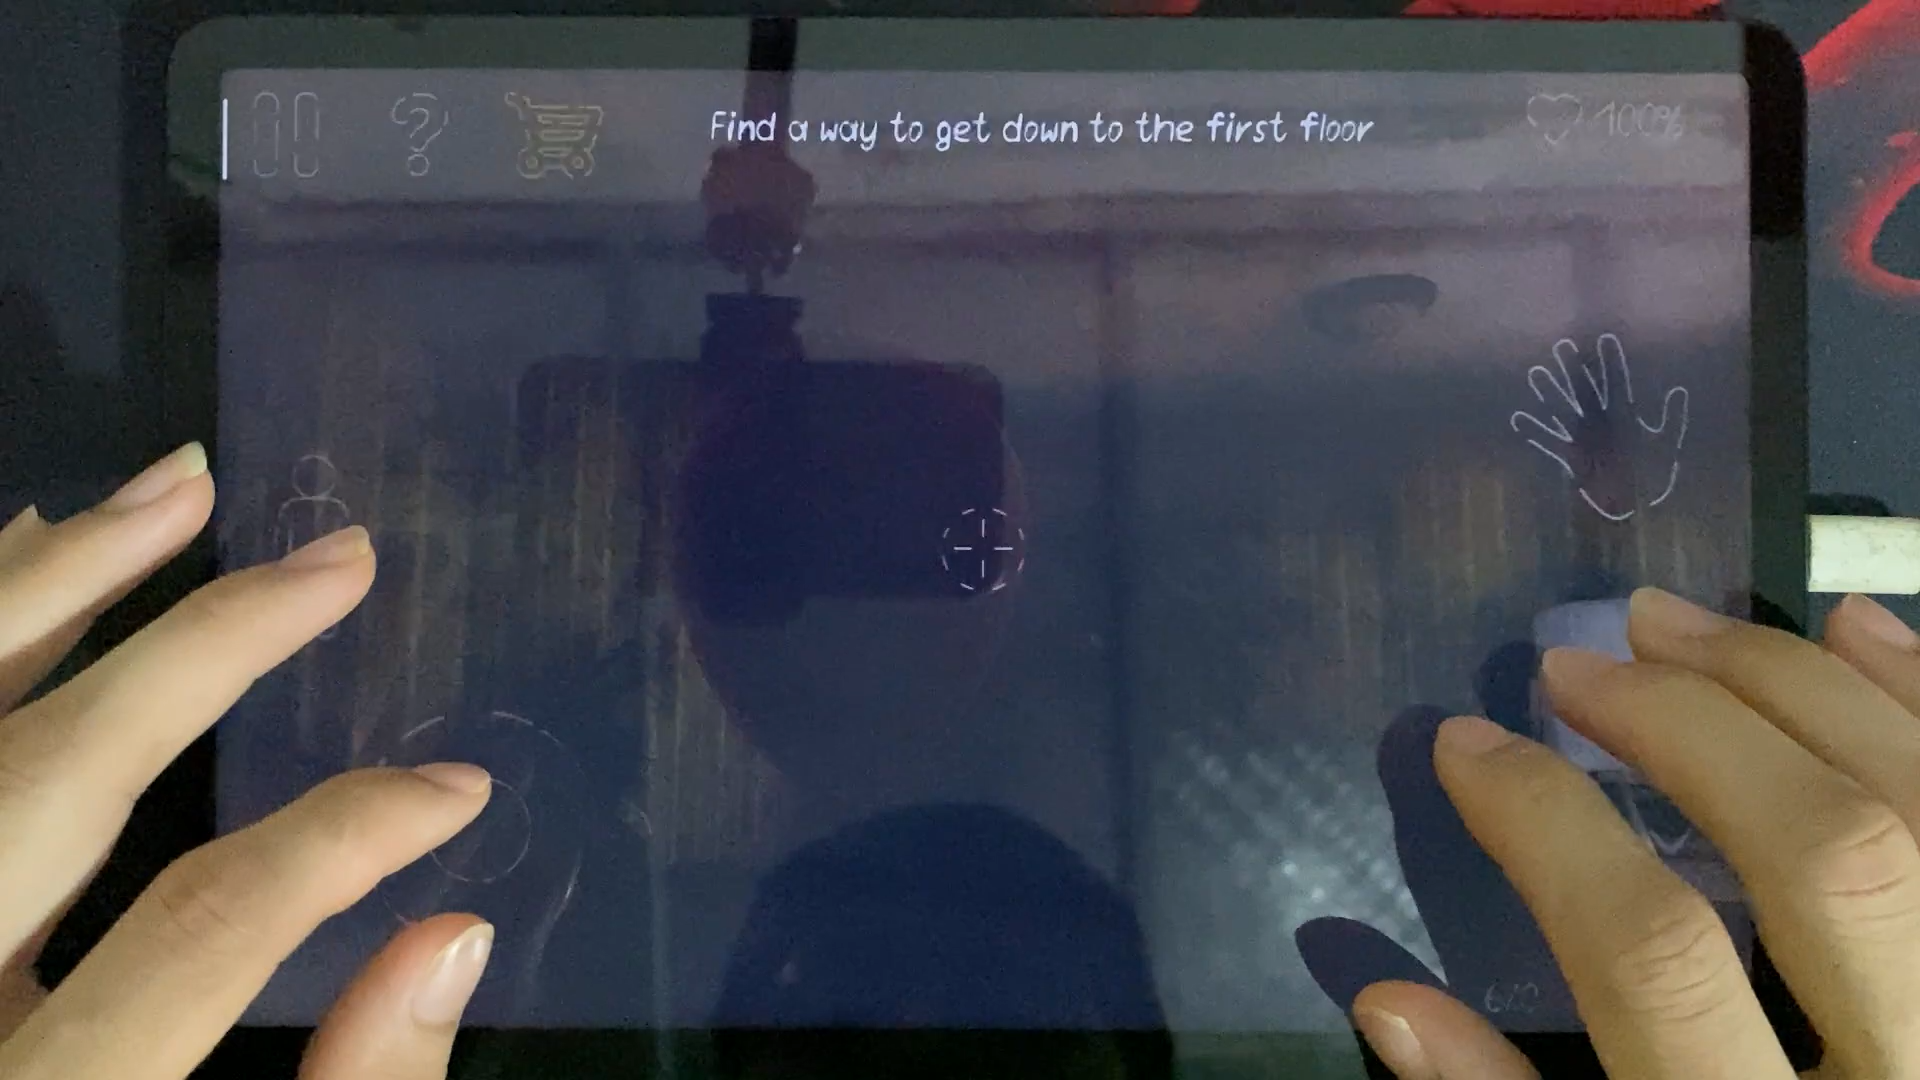 Find a way to get down to the first floor
100%